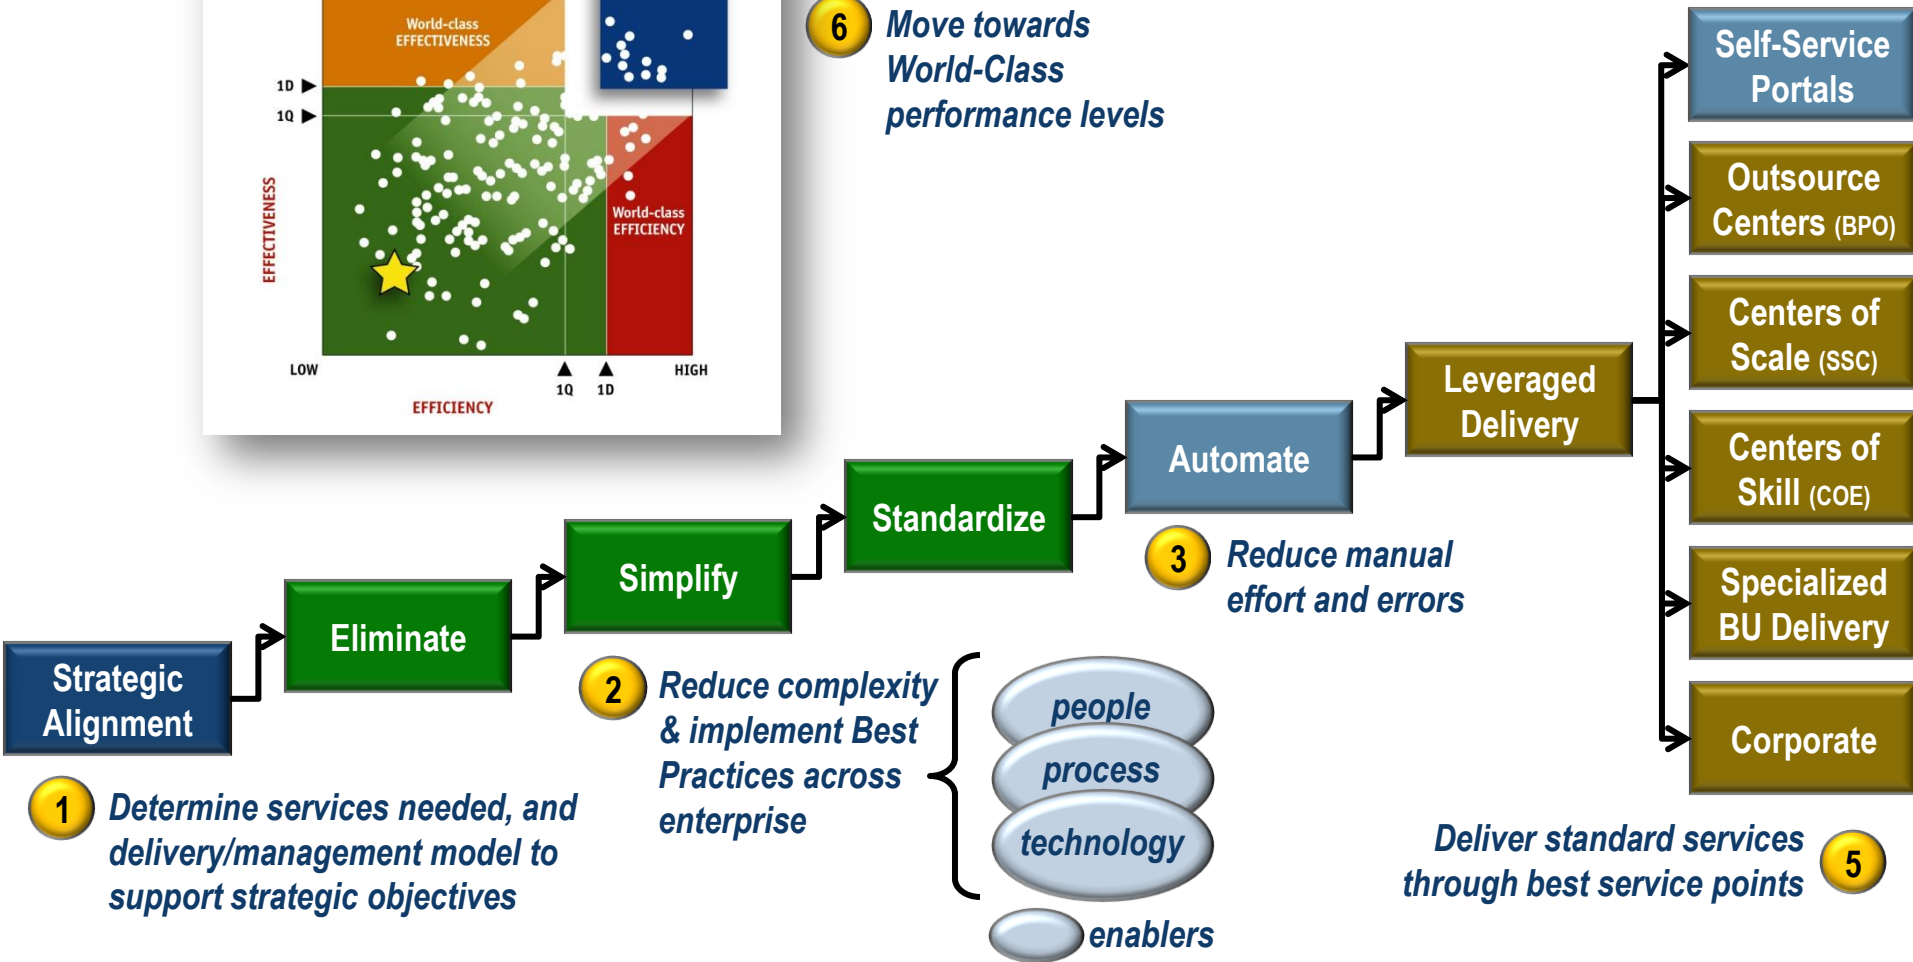 World-class
EFFECTIVENESS
1D
1Q
EFFECTIVENESS
World-class
EFFICIENCY
LOW
1Q
1D
HIGH
EFFICIENCY
6
Move towards
World-Class
performance levels
Strategic
Alignment
Eliminate
Simplify
Standardize
Automate
Leveraged
Delivery
Self-Service
Portals
Outsource
Centers (BPO)
Centers of
Scale (SSC)
Centers of
Skill (COE)
Specialized
BU Delivery
Corporate
1
Determine services needed, and
delivery/management model to
support strategic objectives
2
Reduce complexity
& implement Best
Practices across
enterprise
people
process
technology
enablers
3
Reduce manual
effort and errors
Deliver standard services
through best service points
5